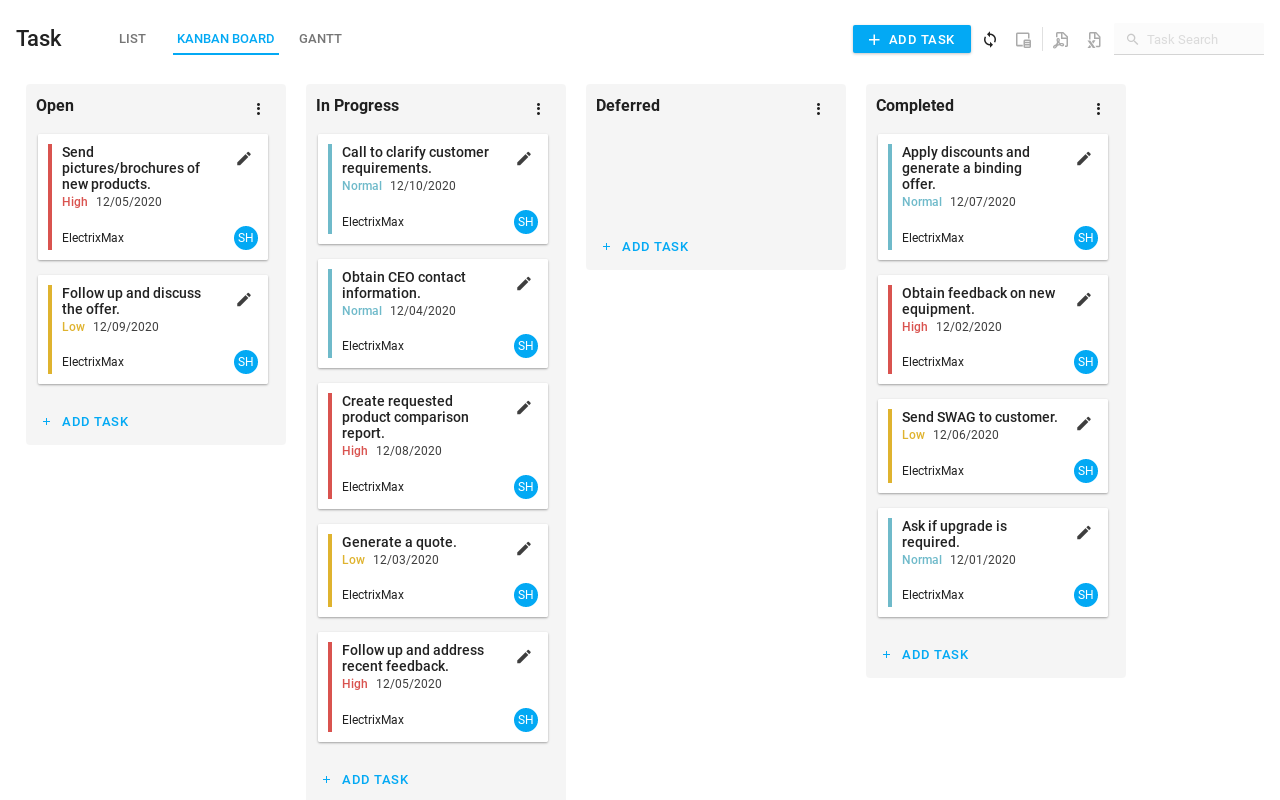 Task
LIST
KANBAN BOARD
GANTT
ADD TASK
Task Search
Open
Send
pictures/brochures of
new products.
High 12/05/2020
ElectrixMax
SH
Follow up and discuss
the offer.
Low 12/09/2020
ElectrixMax
SH
+ ADD TASK
In Progress
Call to clarify customer
requirements.
Normal 12/10/2020
ElectrixMax
SH
Obtain CEO contact
information.
Normal 12/04/2020
ElectrixMax
SH
Create requested
product comparison
report.
High 12/08/2020
ElectrixMax
SH
Generate a quote.
Low 12/03/2020
ElectrixMax
SH
Follow up and address
recent feedback.
High 12/05/2020
ElectrixMax
SH
+ ADD TASK
Deferred
+ ADD TASK
Completed
Apply discounts and
generate a binding
offer.
Normal 12/07/2020
ElectrixMax
SH
Obtain feedback on new
equipment.
High 12/02/2020
ElectrixMax
SH
Send SWAG to customer.
Low 12/06/2020
ElectrixMax
SH
Ask if upgrade is
required.
Normal 12/01/2020
ElectrixMax
SH
+ ADD TASK